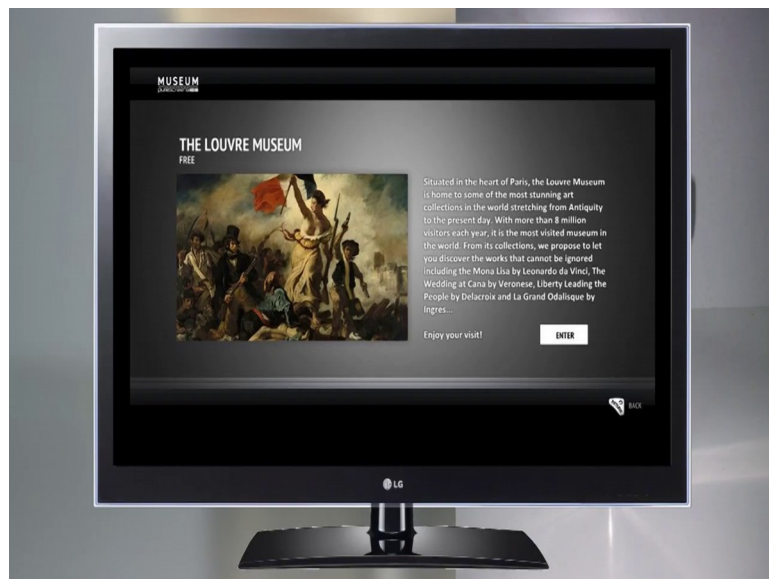 MUSEUM
THE LOUVRE MUSEUM
FREE
Situated in the heart of Paris, the Louvre Museum
is home to some of the most stunning art
collections in the world stretching from Antiquity
to the present day. With more than 8 million
visitors each year, it is the most visited museum in
the world. From its collections, we propose to let
you discover the works that cannot be ignored
including the Mona Lisa by Leonardo da Vinci, The
Wedding at Cana by Veronese, Liberty Leading the
People by Delacroix and La Grand Odalisque by
Ingres...
Enjoy your visit!
ENTER
BACK
LG